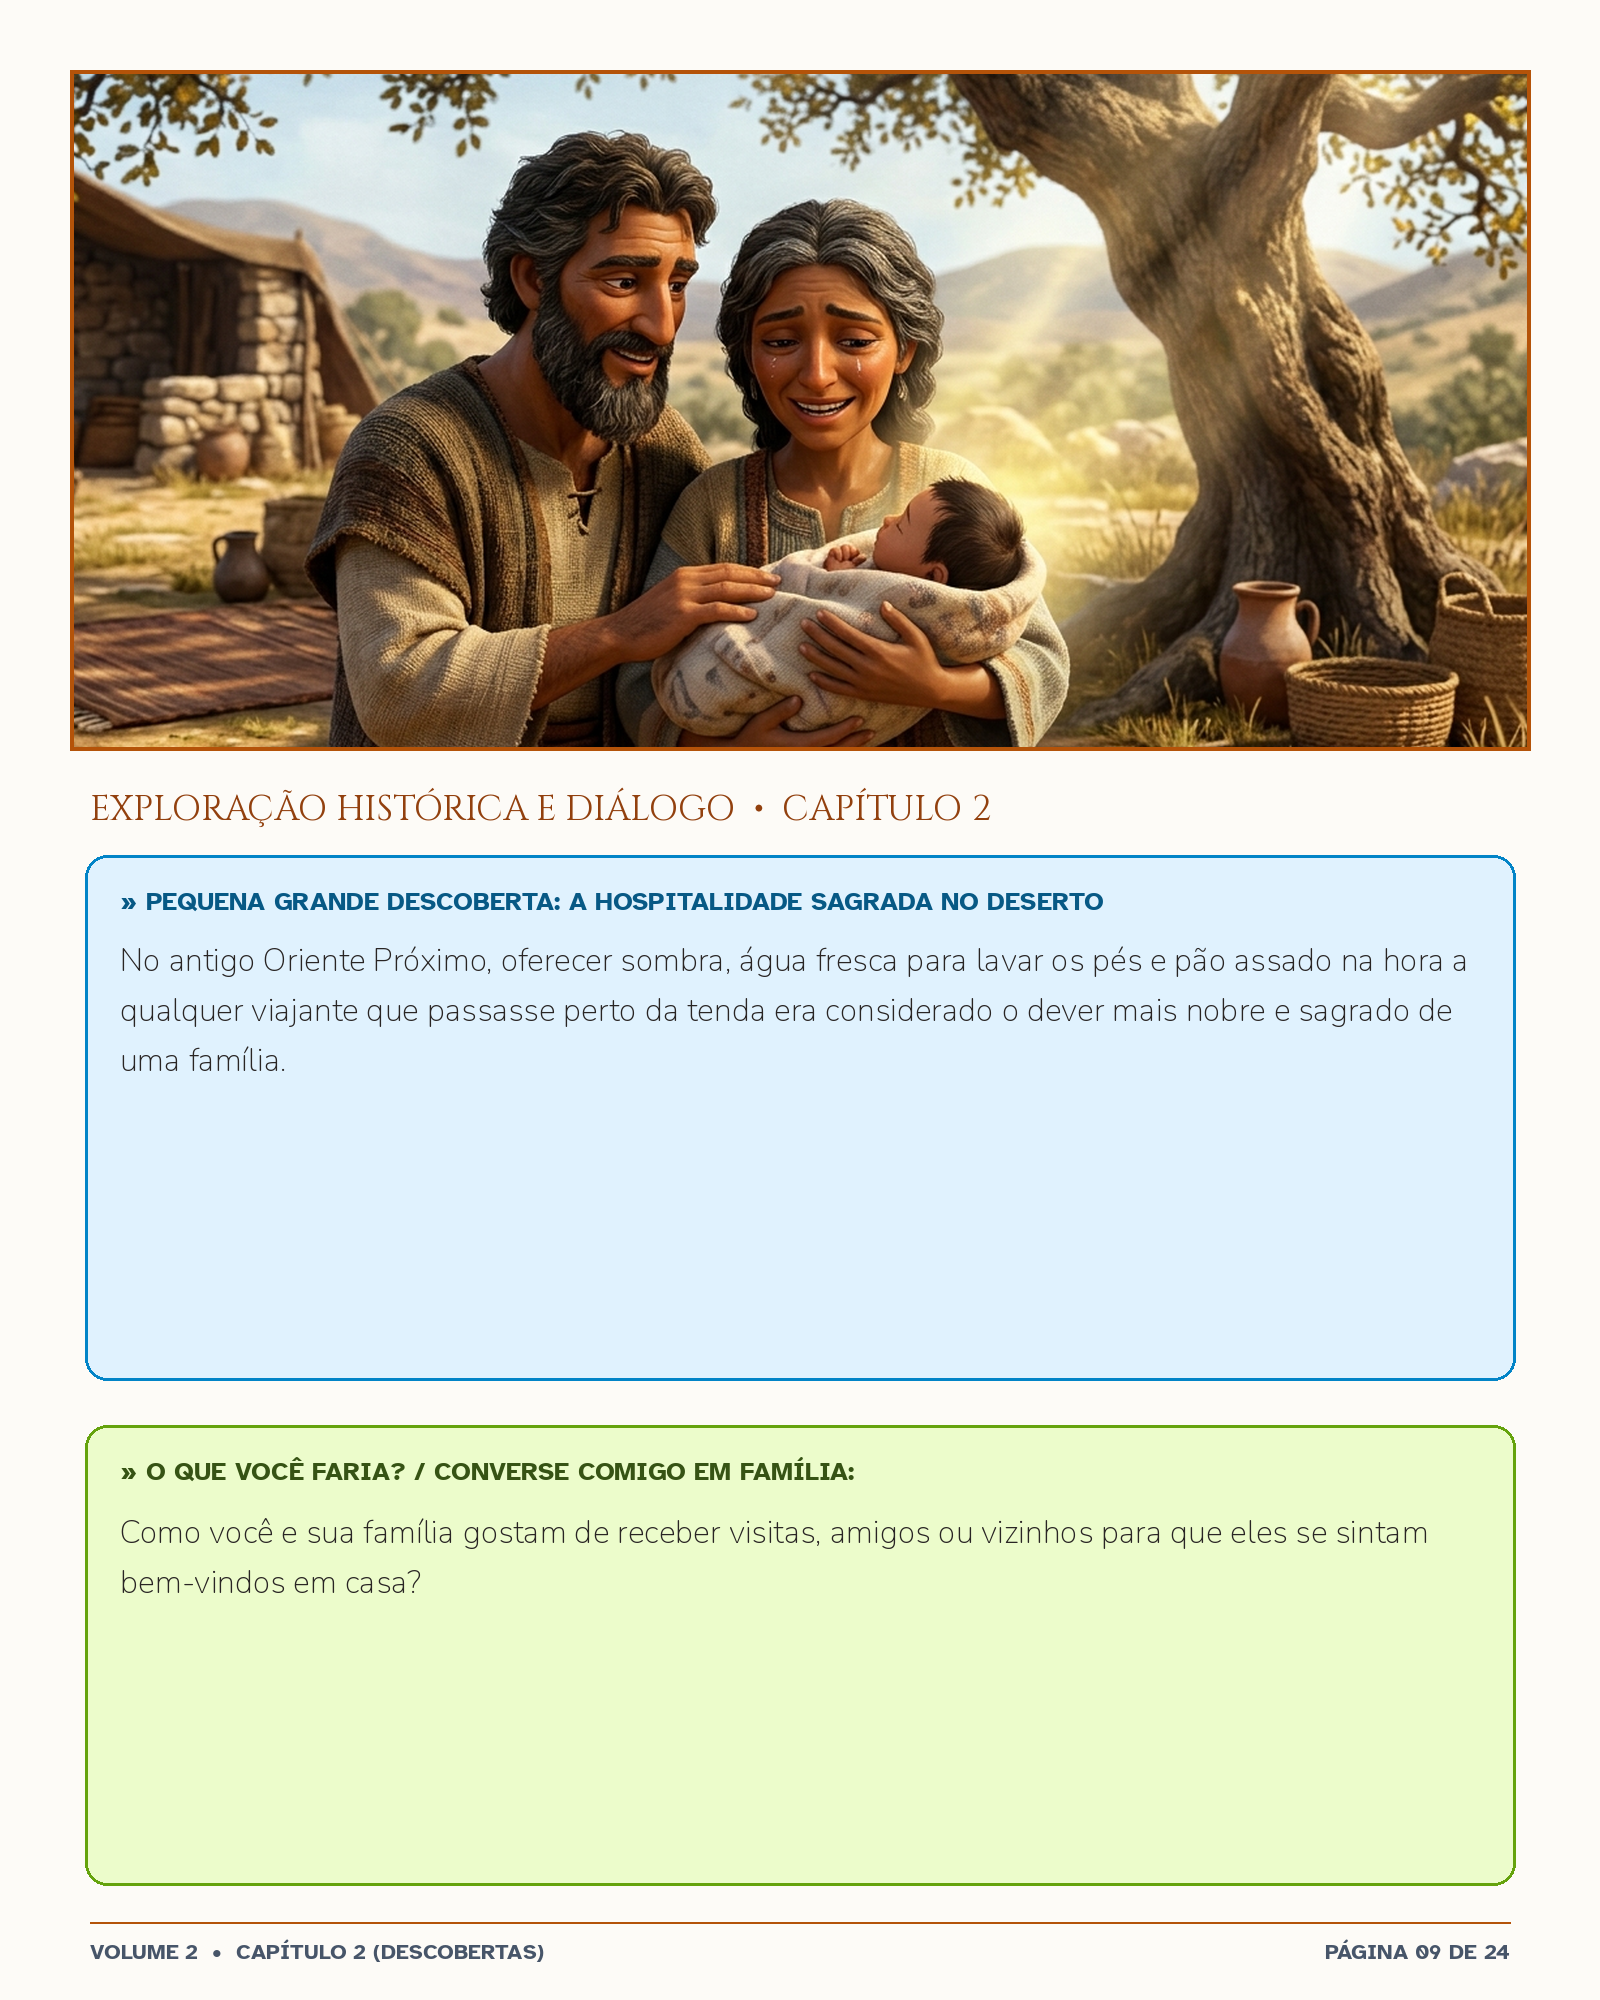 EXPLORAÇÃO HISTÓRICA E DIÁLOGO • CAPÍTULO 2
» PEQUENA GRANDE DESCOBERTA: A HOSPITALIDADE SAGRADA NO DESERTO
No antigo Oriente Próximo, oferecer sombra, água fresca para lavar os pés e pão assado na hora a
qualquer viajante que passasse perto da tenda era considerado o dever mais nobre e sagrado de
uma família.
» O QUE VOCÊ FARIA? / CONVERSE COMIGO EM FAMÍLIA:
Como você e sua família gostam de receber visitas, amigos ou vizinhos para que eles se sintam
bem-vindos em casa?
VOLUME 2 • CAPÍTULO 2 (DESCOBERTAS)
PÁGINA 09 DE 24